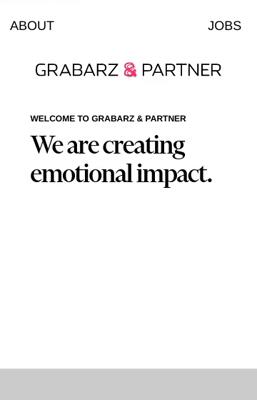 ABOUT JOBS
GRABARZ & PARTNER
WELCOME TO GRABARZ & PARTNER
We are creating
emotional impact.